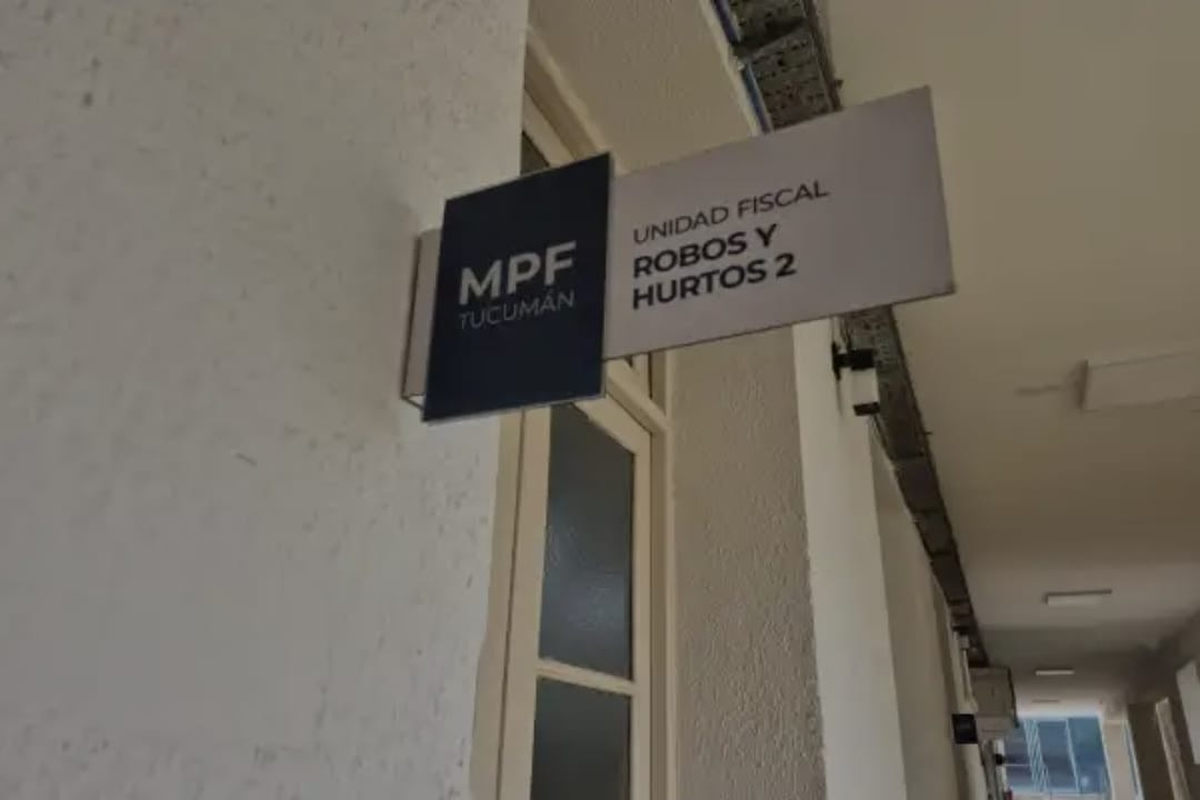 MPF
TUCUMÁN
UNIDAD FISCAL
ROBOS Y
HURTOS 2